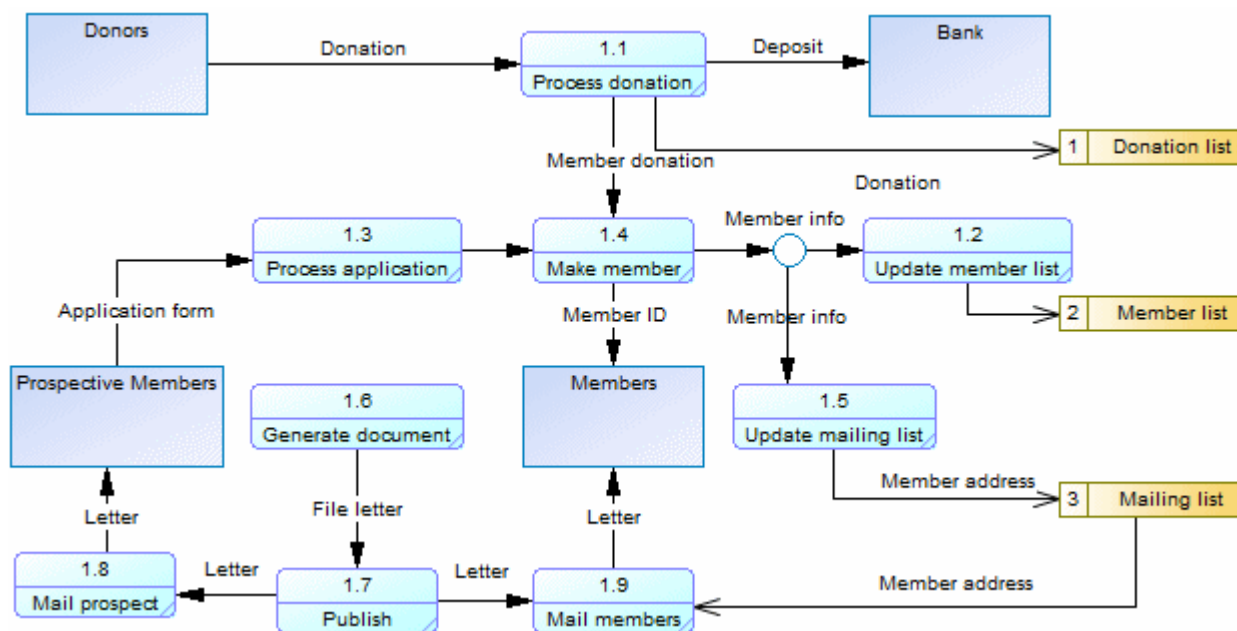 Donors
Donation
1.1
Process donation
Deposit
Bank
1 Donation list
Member donation
Donation
1.3
Process application
1.4
Make member
Member info
1.2
Update member list
Application form
Member ID
Member info
2 Member list
Prospective Members
1.6
Generate document
Members
1.5
Update mailing list
Member address
3 Mailing list
Letter
File letter
Letter
1.8
Mail prospect
Letter
1.7
Publish
Letter
1.9
Mail members
Member address